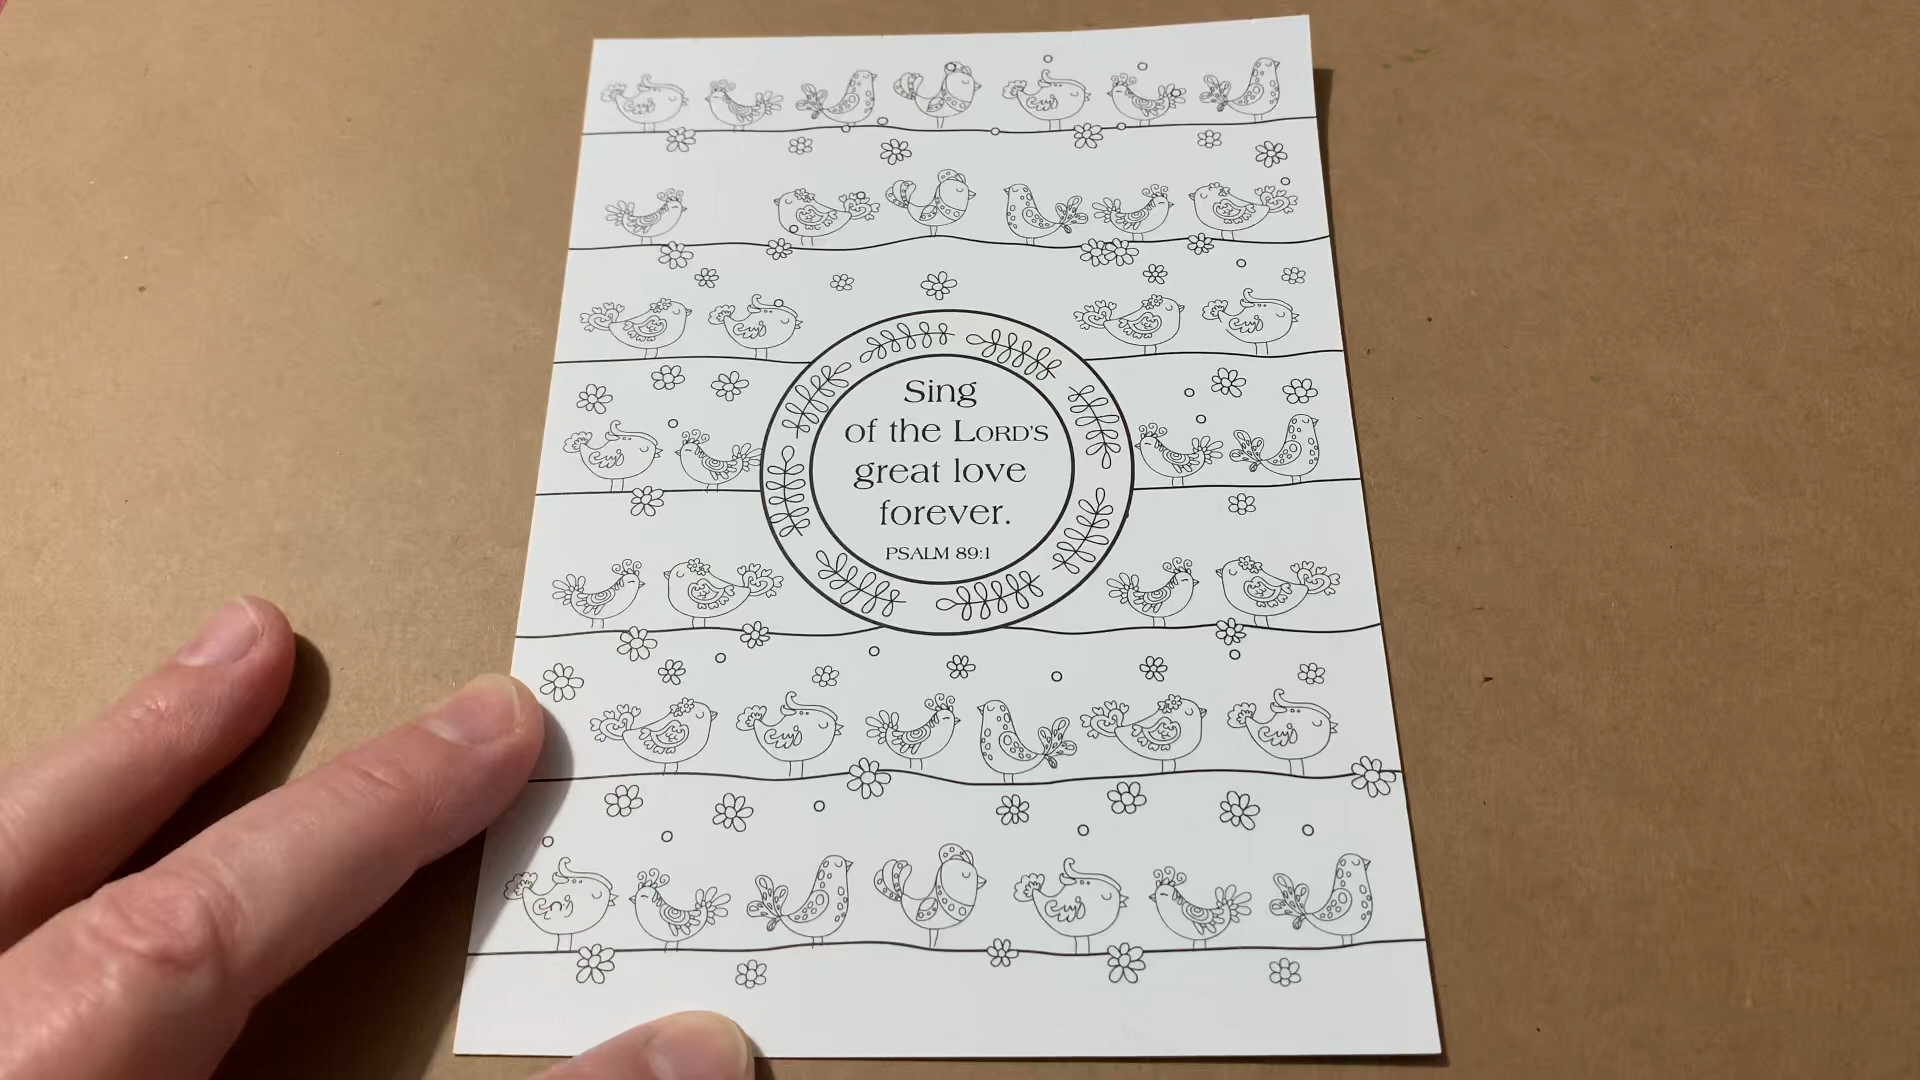 Sing
of the LORD'S
great love
forever.
PSALM 89:1